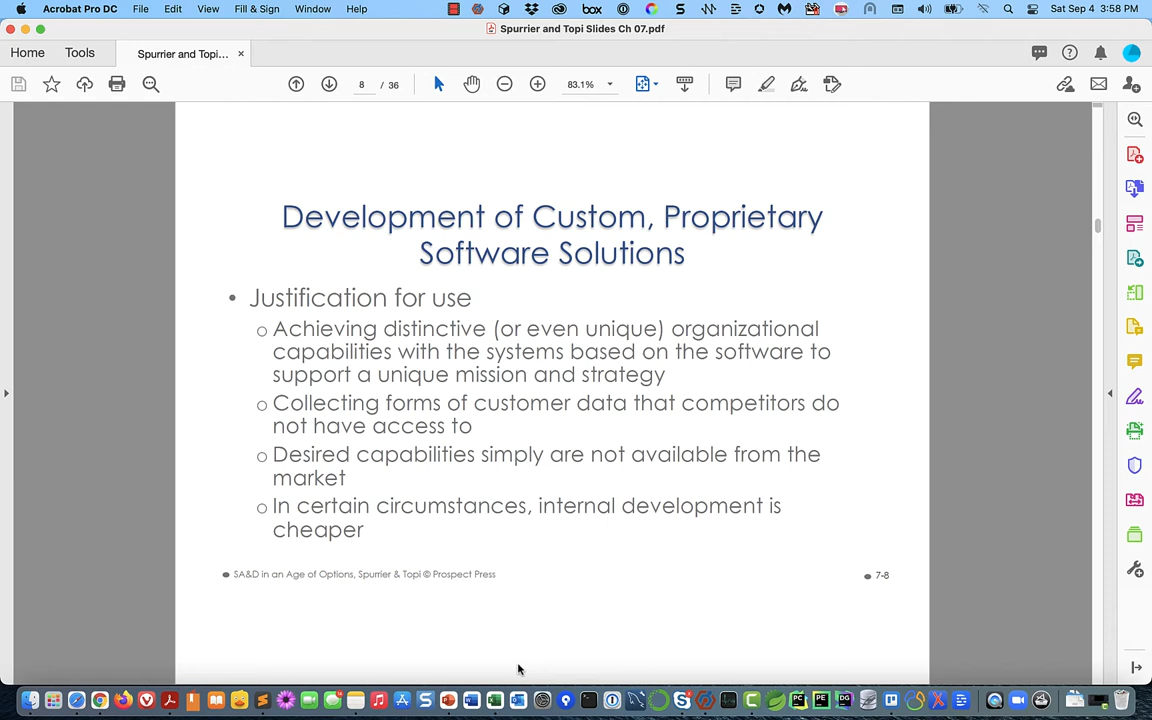 Acrobat Pro DC File Edit View Fill & Sign Window Help box Sat Sep 4 3:58 PM
Spurrier and Topi Slides Ch 07.pdf
Home Tools Spurrier and Topi... ×
8 / 36 83.1%
Development of Custom, Proprietary
Software Solutions
• Justification for use
o Achieving distinctive (or even unique) organizational
capabilities with the systems based on the software to
support a unique mission and strategy
o Collecting forms of customer data that competitors do
not have access to
o Desired capabilities simply are not available from the
market
o In certain circumstances, internal development is
cheaper
SA&D in an Age of Options, Spurrier & Topi © Prospect Press
7-8